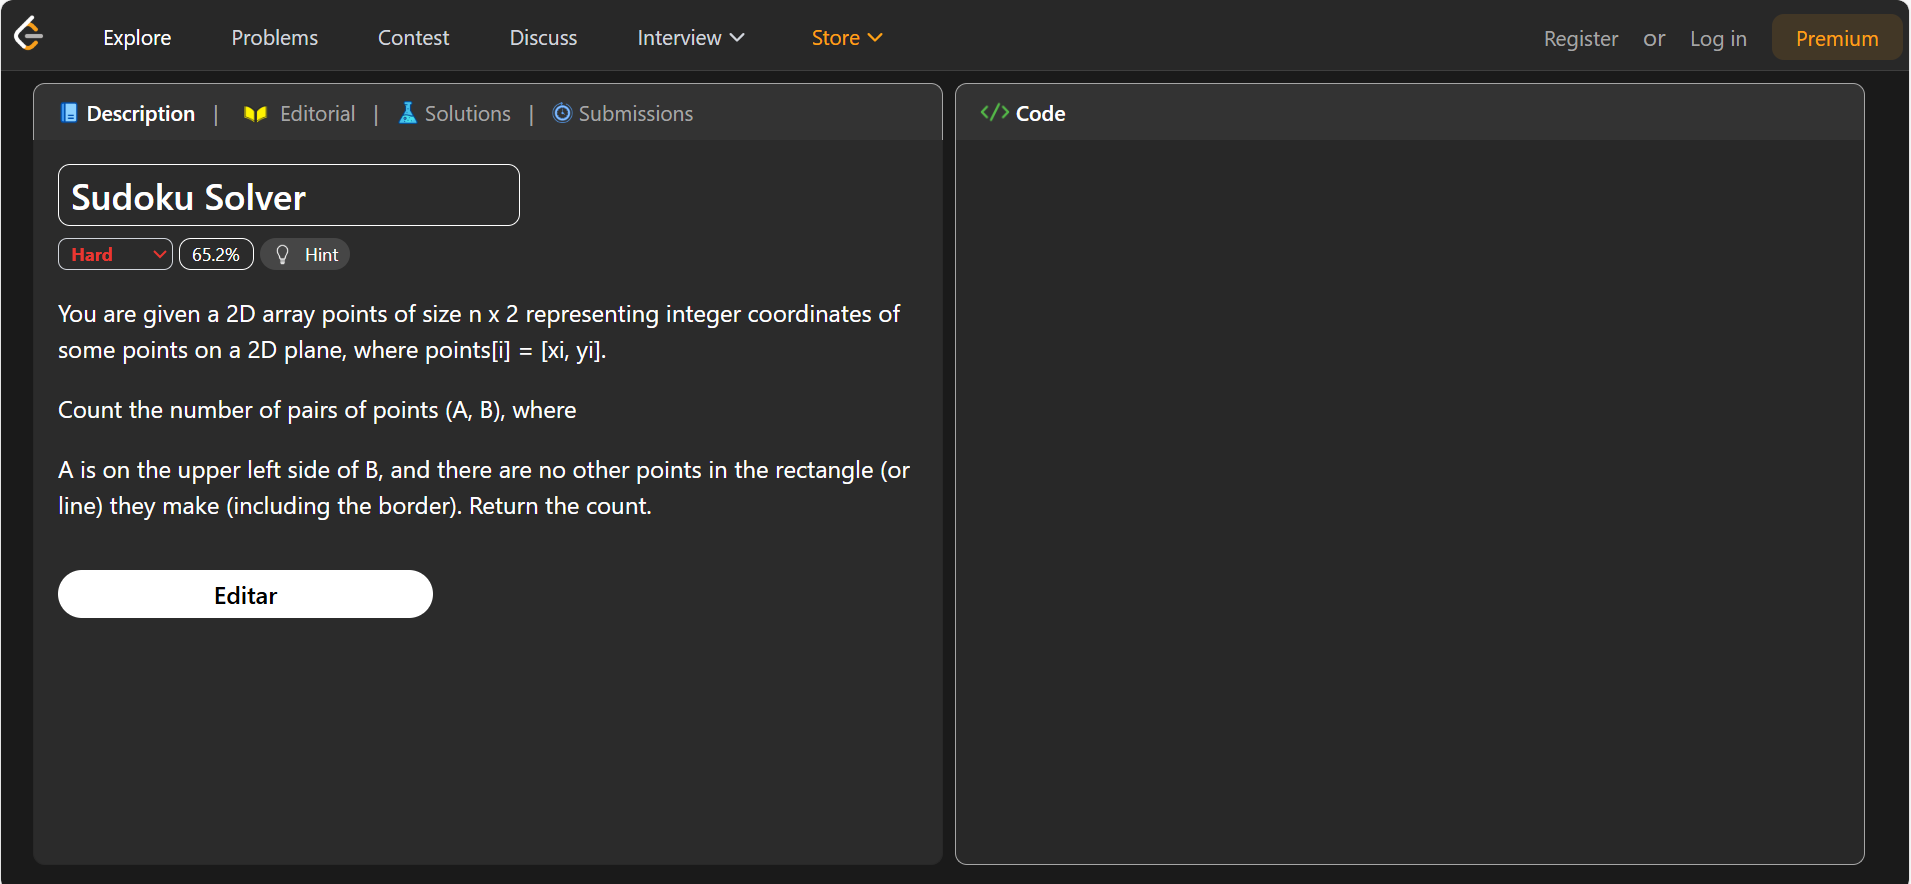 Explore Problems Contest Discuss Interview Store Register or Log in Premium
Description | Editorial | Solutions | Submissions
</> Code
Sudoku Solver
Hard 65.2% Hint
You are given a 2D array points of size n x 2 representing integer coordinates of
some points on a 2D plane, where points[i] = [xi, yi].
Count the number of pairs of points (A, B), where
A is on the upper left side of B, and there are no other points in the rectangle (or
line) they make (including the border). Return the count.
Editar